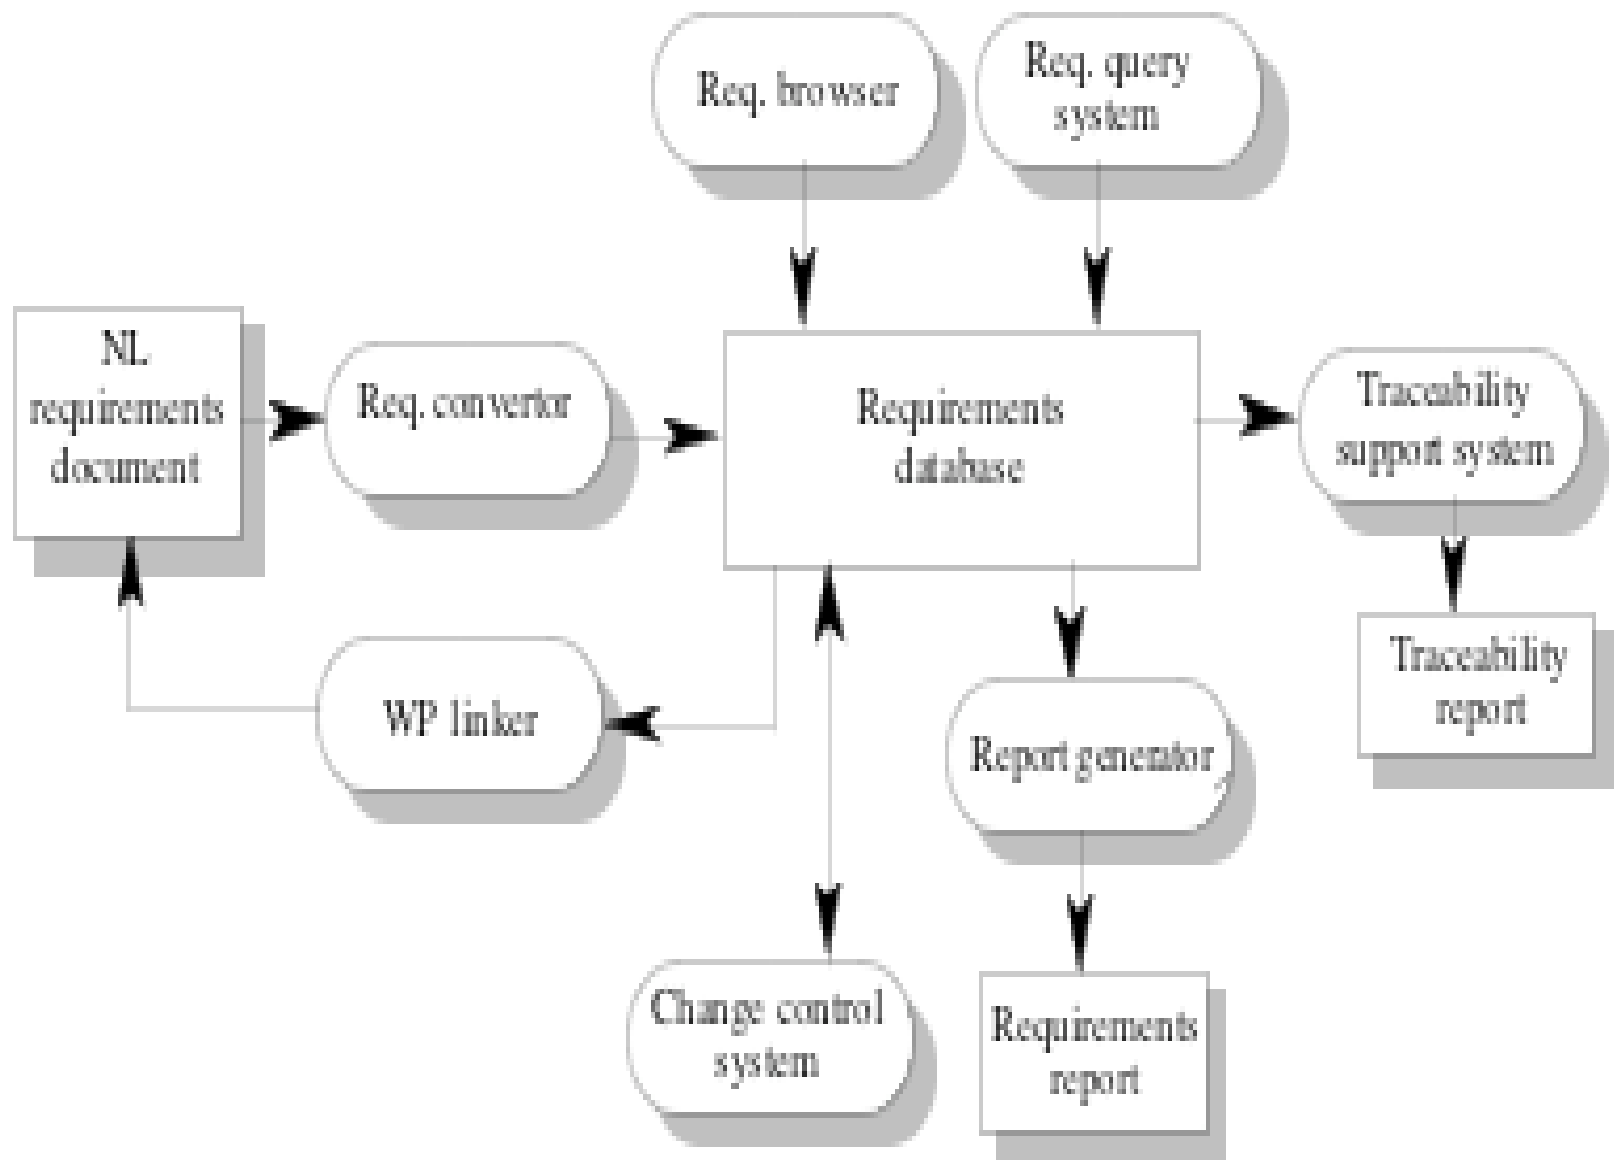 Req. browser
Req. query
system
NL
requirements
document
Req. convertor
Requirements
database
Traceability
support system
WP linker
Report generator
Traceability
report
Change control
system
Requirements
report